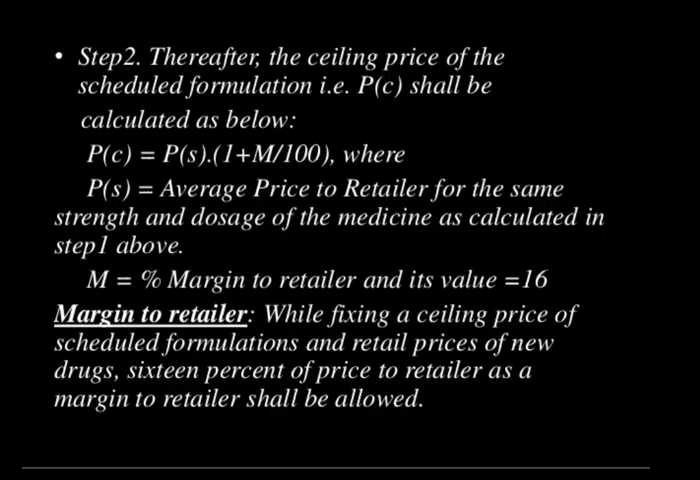 • Step2. Thereafter, the ceiling price of the
scheduled formulation i.e. P(c) shall be
calculated as below:
P(c) = P(s).(1+M/100), where
P(s) = Average Price to Retailer for the same
strength and dosage of the medicine as calculated in
step1 above.
M = % Margin to retailer and its value =16
Margin to retailer: While fixing a ceiling price of
scheduled formulations and retail prices of new
drugs, sixteen percent of price to retailer as a
margin to retailer shall be allowed.